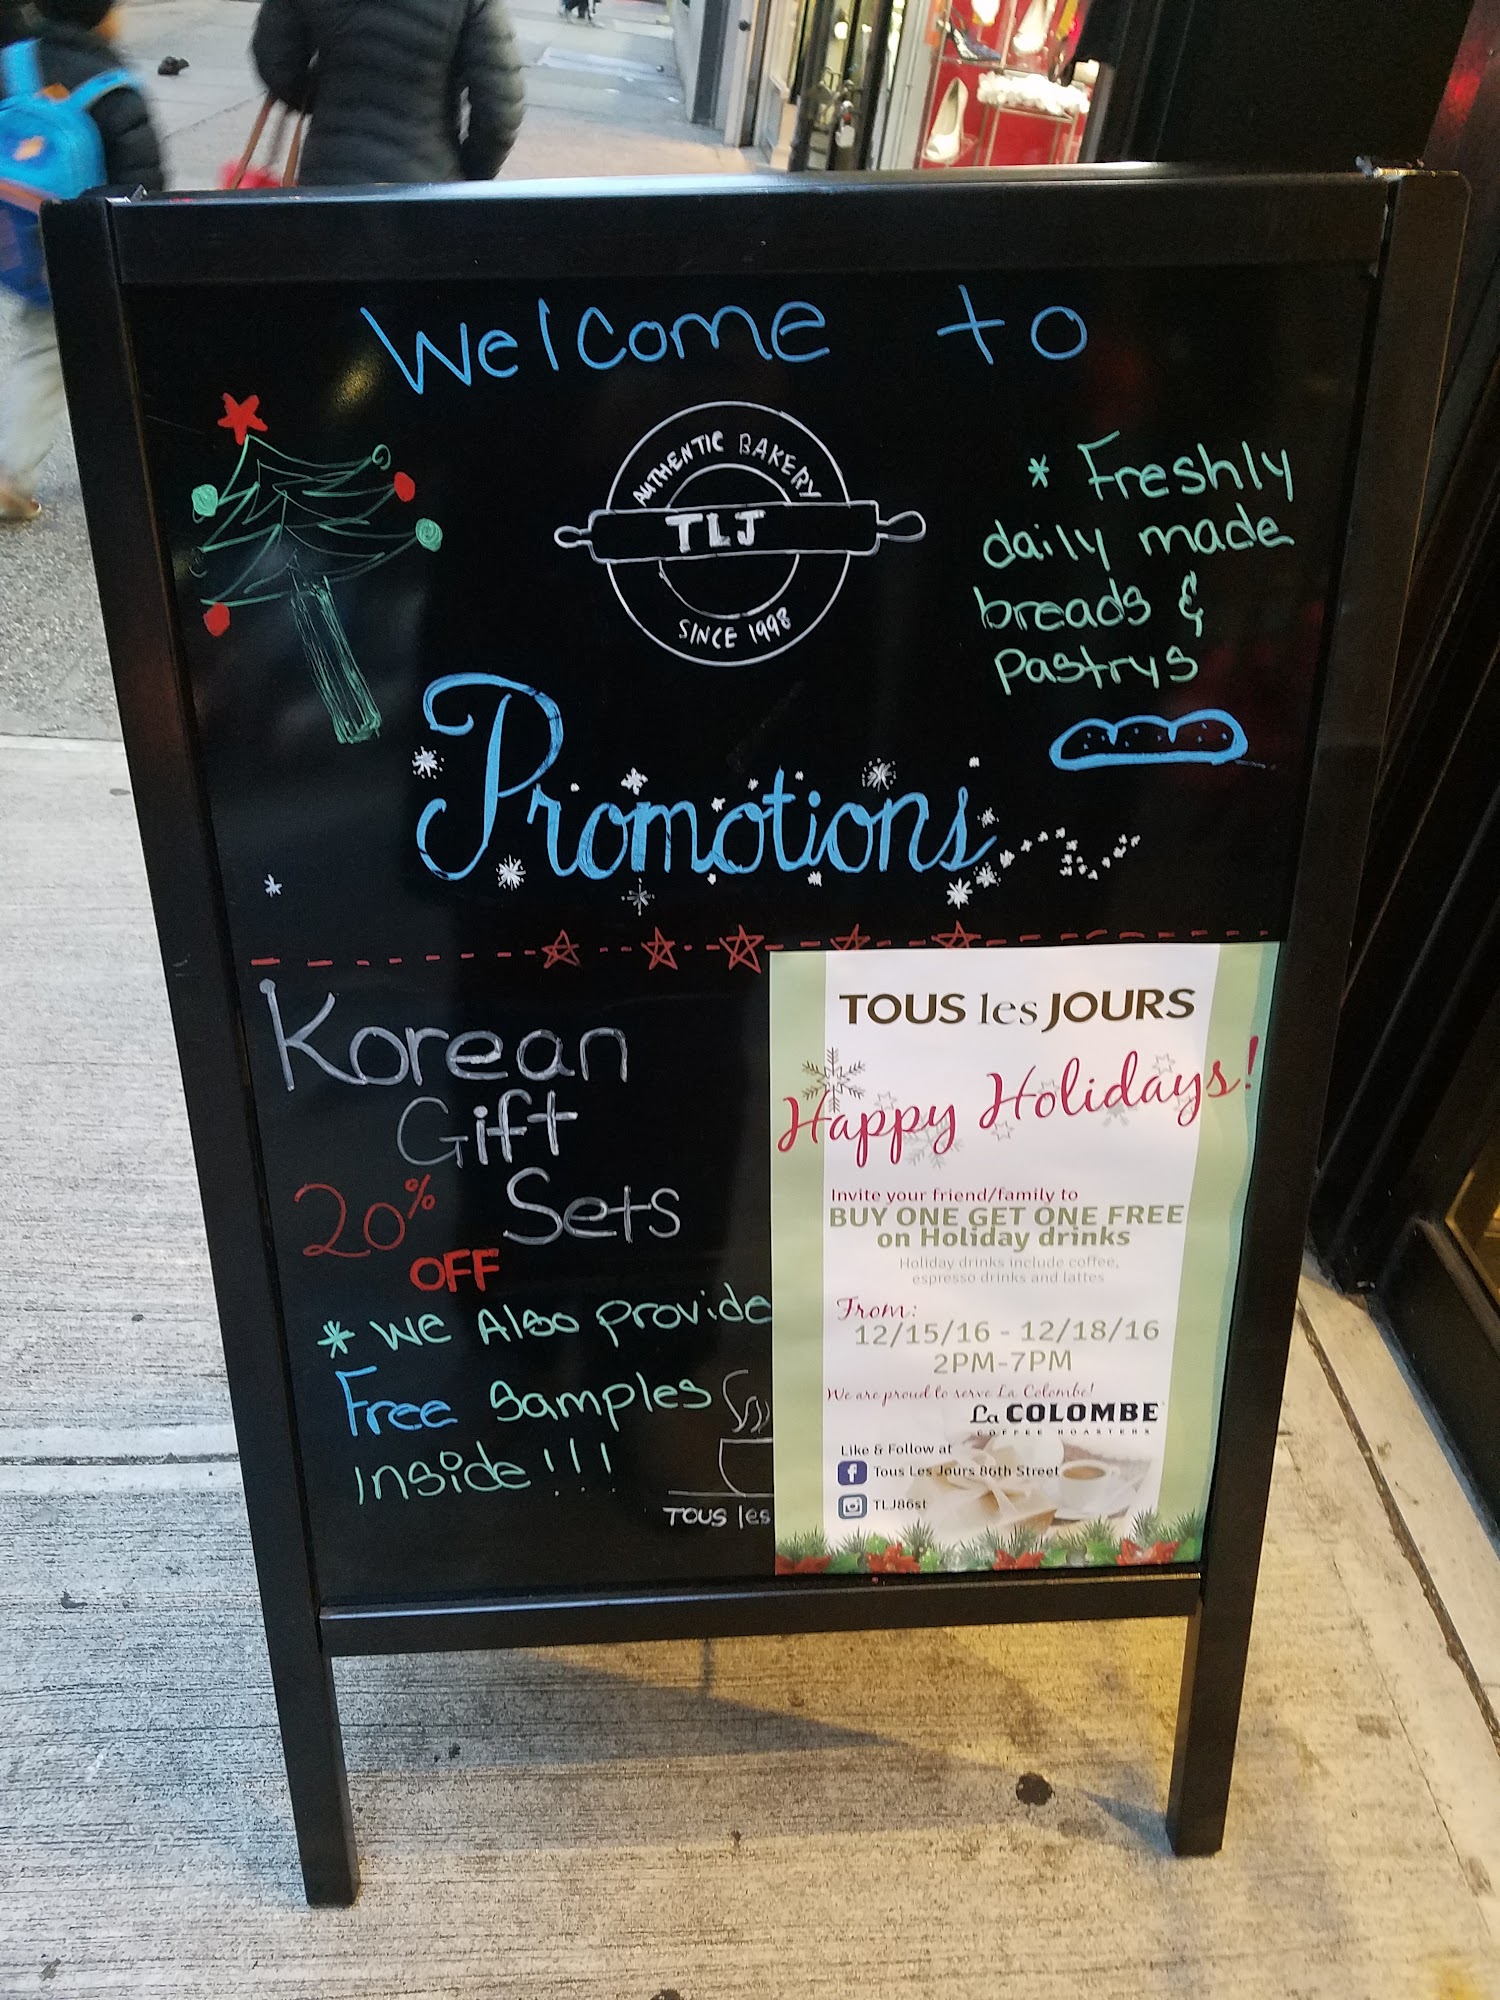 Welcome to
AUTHENTIC BAKERY
TLJ
SINCE 1998
* Freshly
daily made
breads &
Pastrys
Promotions
Korean
Gift
Sets
20%
OFF
* We Also provide
Free Samples
Inside!!!
TOUS les
TOUS les JOURS
Happy Holidays!
Invite your friend/family to
BUY ONE GET ONE FREE
on Holiday drinks
Holiday drinks include coffee,
espresso drinks and lattes
From:
12/15/16 - 12/18/16
2PM-7PM
We are proud to serve La Colombe!
La COLOMBE
COFFEE ROASTERS
Like & Follow at
f Tous Les Jours 86th Street
TLJ86st